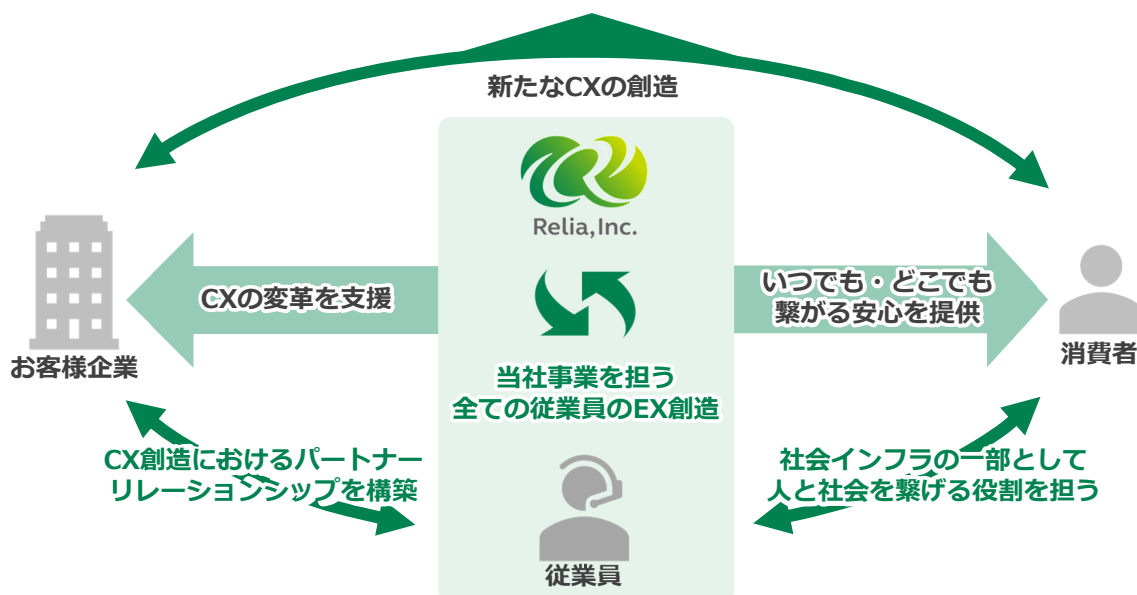 新たなCXの創造
Relia,Inc.
CXの変革を支援
いつでも・どこでも
繋がる安心を提供
お客様企業
消費者
当社事業を担う
全ての従業員のEX創造
CX創造におけるパートナー
リレーションシップを構築
社会インフラの一部として
人と社会を繋げる役割を担う
従業員